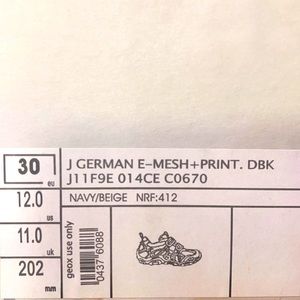 30 eu
J GERMAN E-MESH+PRINT. DBK
J11F9E 014CE C0670
12.0 us
NAVY/BEIGE NRF:412
11.0 uk
202 mm
geox use only
0437 6088